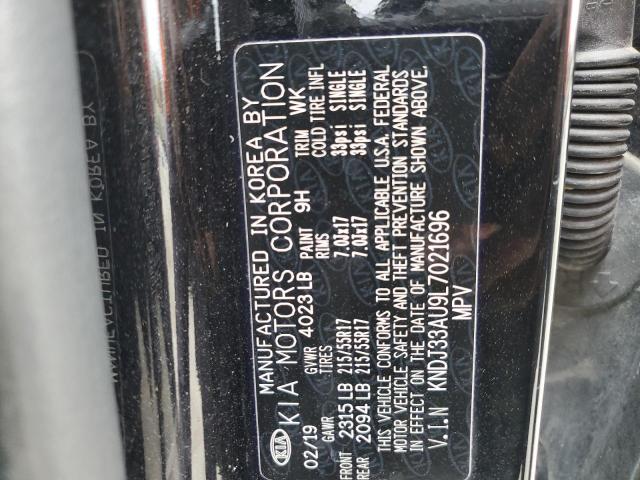 MANUFACTURED IN KOREA BY
KIA KIA MOTORS CORPORATION
02/19 GVWR 4023 LB PAINT 9H TRIM WK
GAWR TIRES RIMS COLD TIRE INFL
FRONT 2315 LB 215/55R17 7.0Jx17 33psi SINGLE
REAR 2094 LB 215/55R17 7.0Jx17 33psi SINGLE
THIS VEHICLE CONFORMS TO ALL APPLICABLE U.S.A. FEDERAL
MOTOR VEHICLE SAFETY AND THEFT PREVENTION STANDARDS
IN EFFECT ON THE DATE OF MANUFACTURE SHOWN ABOVE.
V.I.N KNDJ33AU9L7021696
MPV